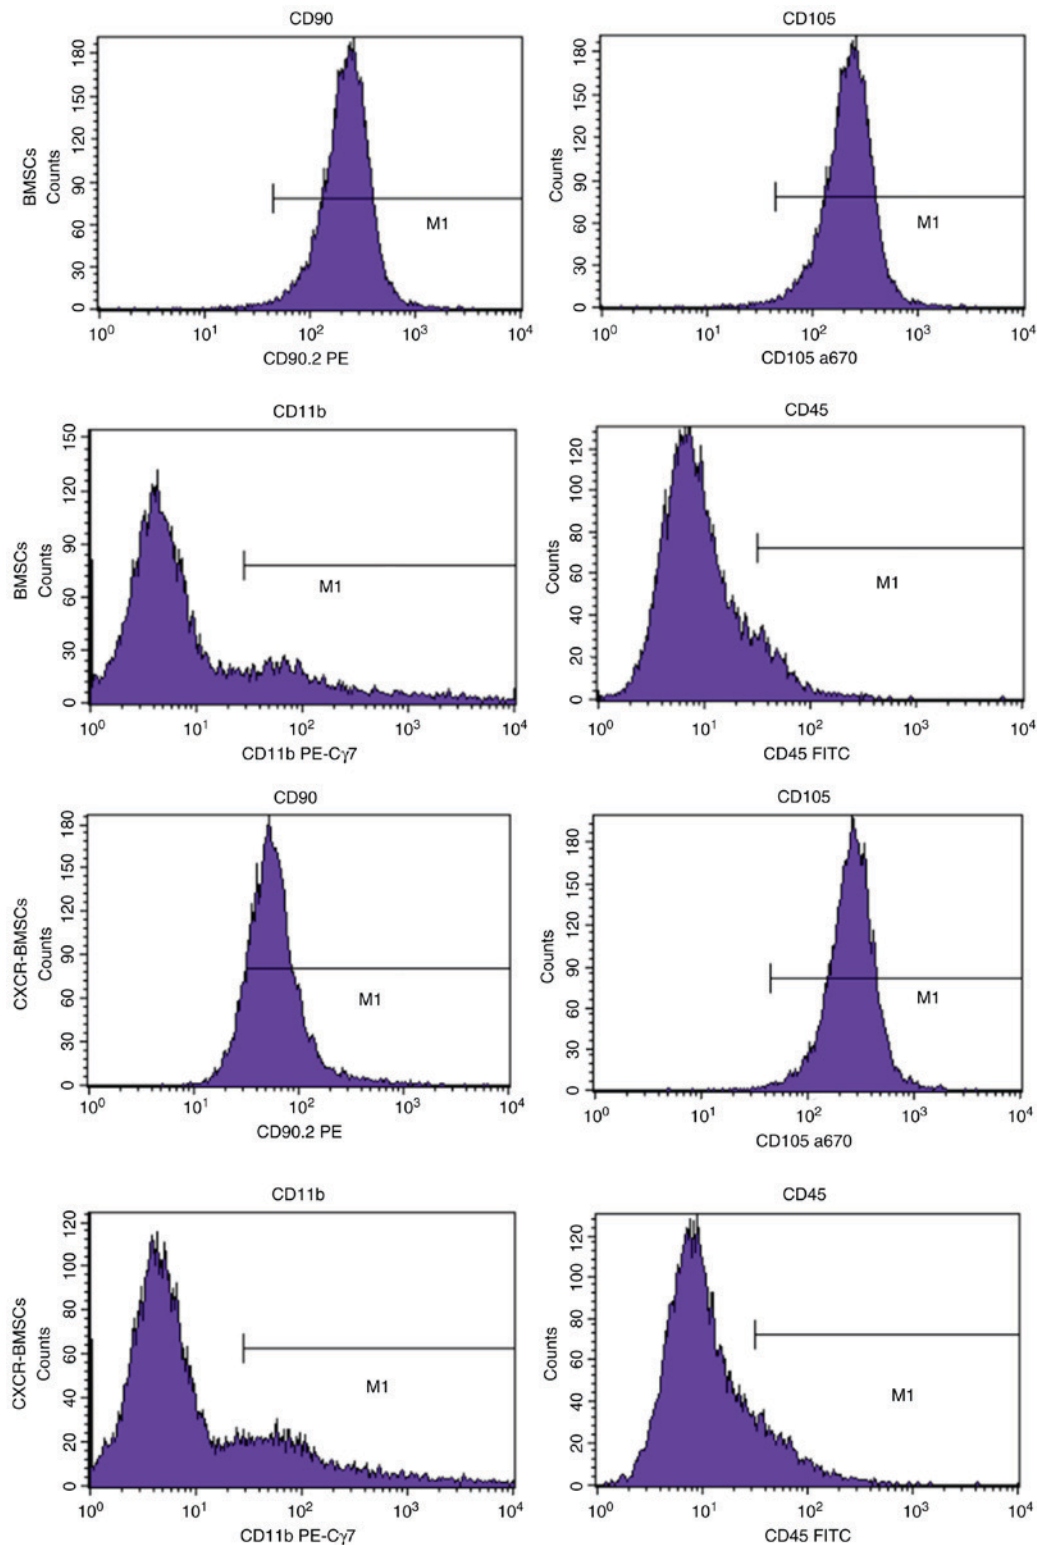 CD90
BMSCs
Counts
180
150
120
90
60
30
0
M1
10⁰ 10¹ 10² 10³ 10⁴
CD90.2 PE
CD105
Counts
180
150
120
90
60
30
0
M1
10⁰ 10¹ 10² 10³ 10⁴
CD105 a670
CD11b
BMSCs
Counts
150
120
90
60
30
0
M1
10⁰ 10¹ 10² 10³ 10⁴
CD11b PE-Cγ7
CD45
Counts
120
100
80
60
40
20
0
M1
10⁰ 10¹ 10² 10³ 10⁴
CD45 FITC
CD90
CXCR-BMSCs
Counts
180
150
120
90
60
30
0
M1
10⁰ 10¹ 10² 10³ 10⁴
CD90.2 PE
CD105
Counts
180
150
120
90
60
30
0
M1
10⁰ 10¹ 10² 10³ 10⁴
CD105 a670
CD11b
CXCR-BMSCs
Counts
120
100
80
60
40
20
0
M1
10⁰ 10¹ 10² 10³ 10⁴
CD11b PE-Cγ7
CD45
Counts
120
100
80
60
40
20
0
M1
10⁰ 10¹ 10² 10³ 10⁴
CD45 FITC